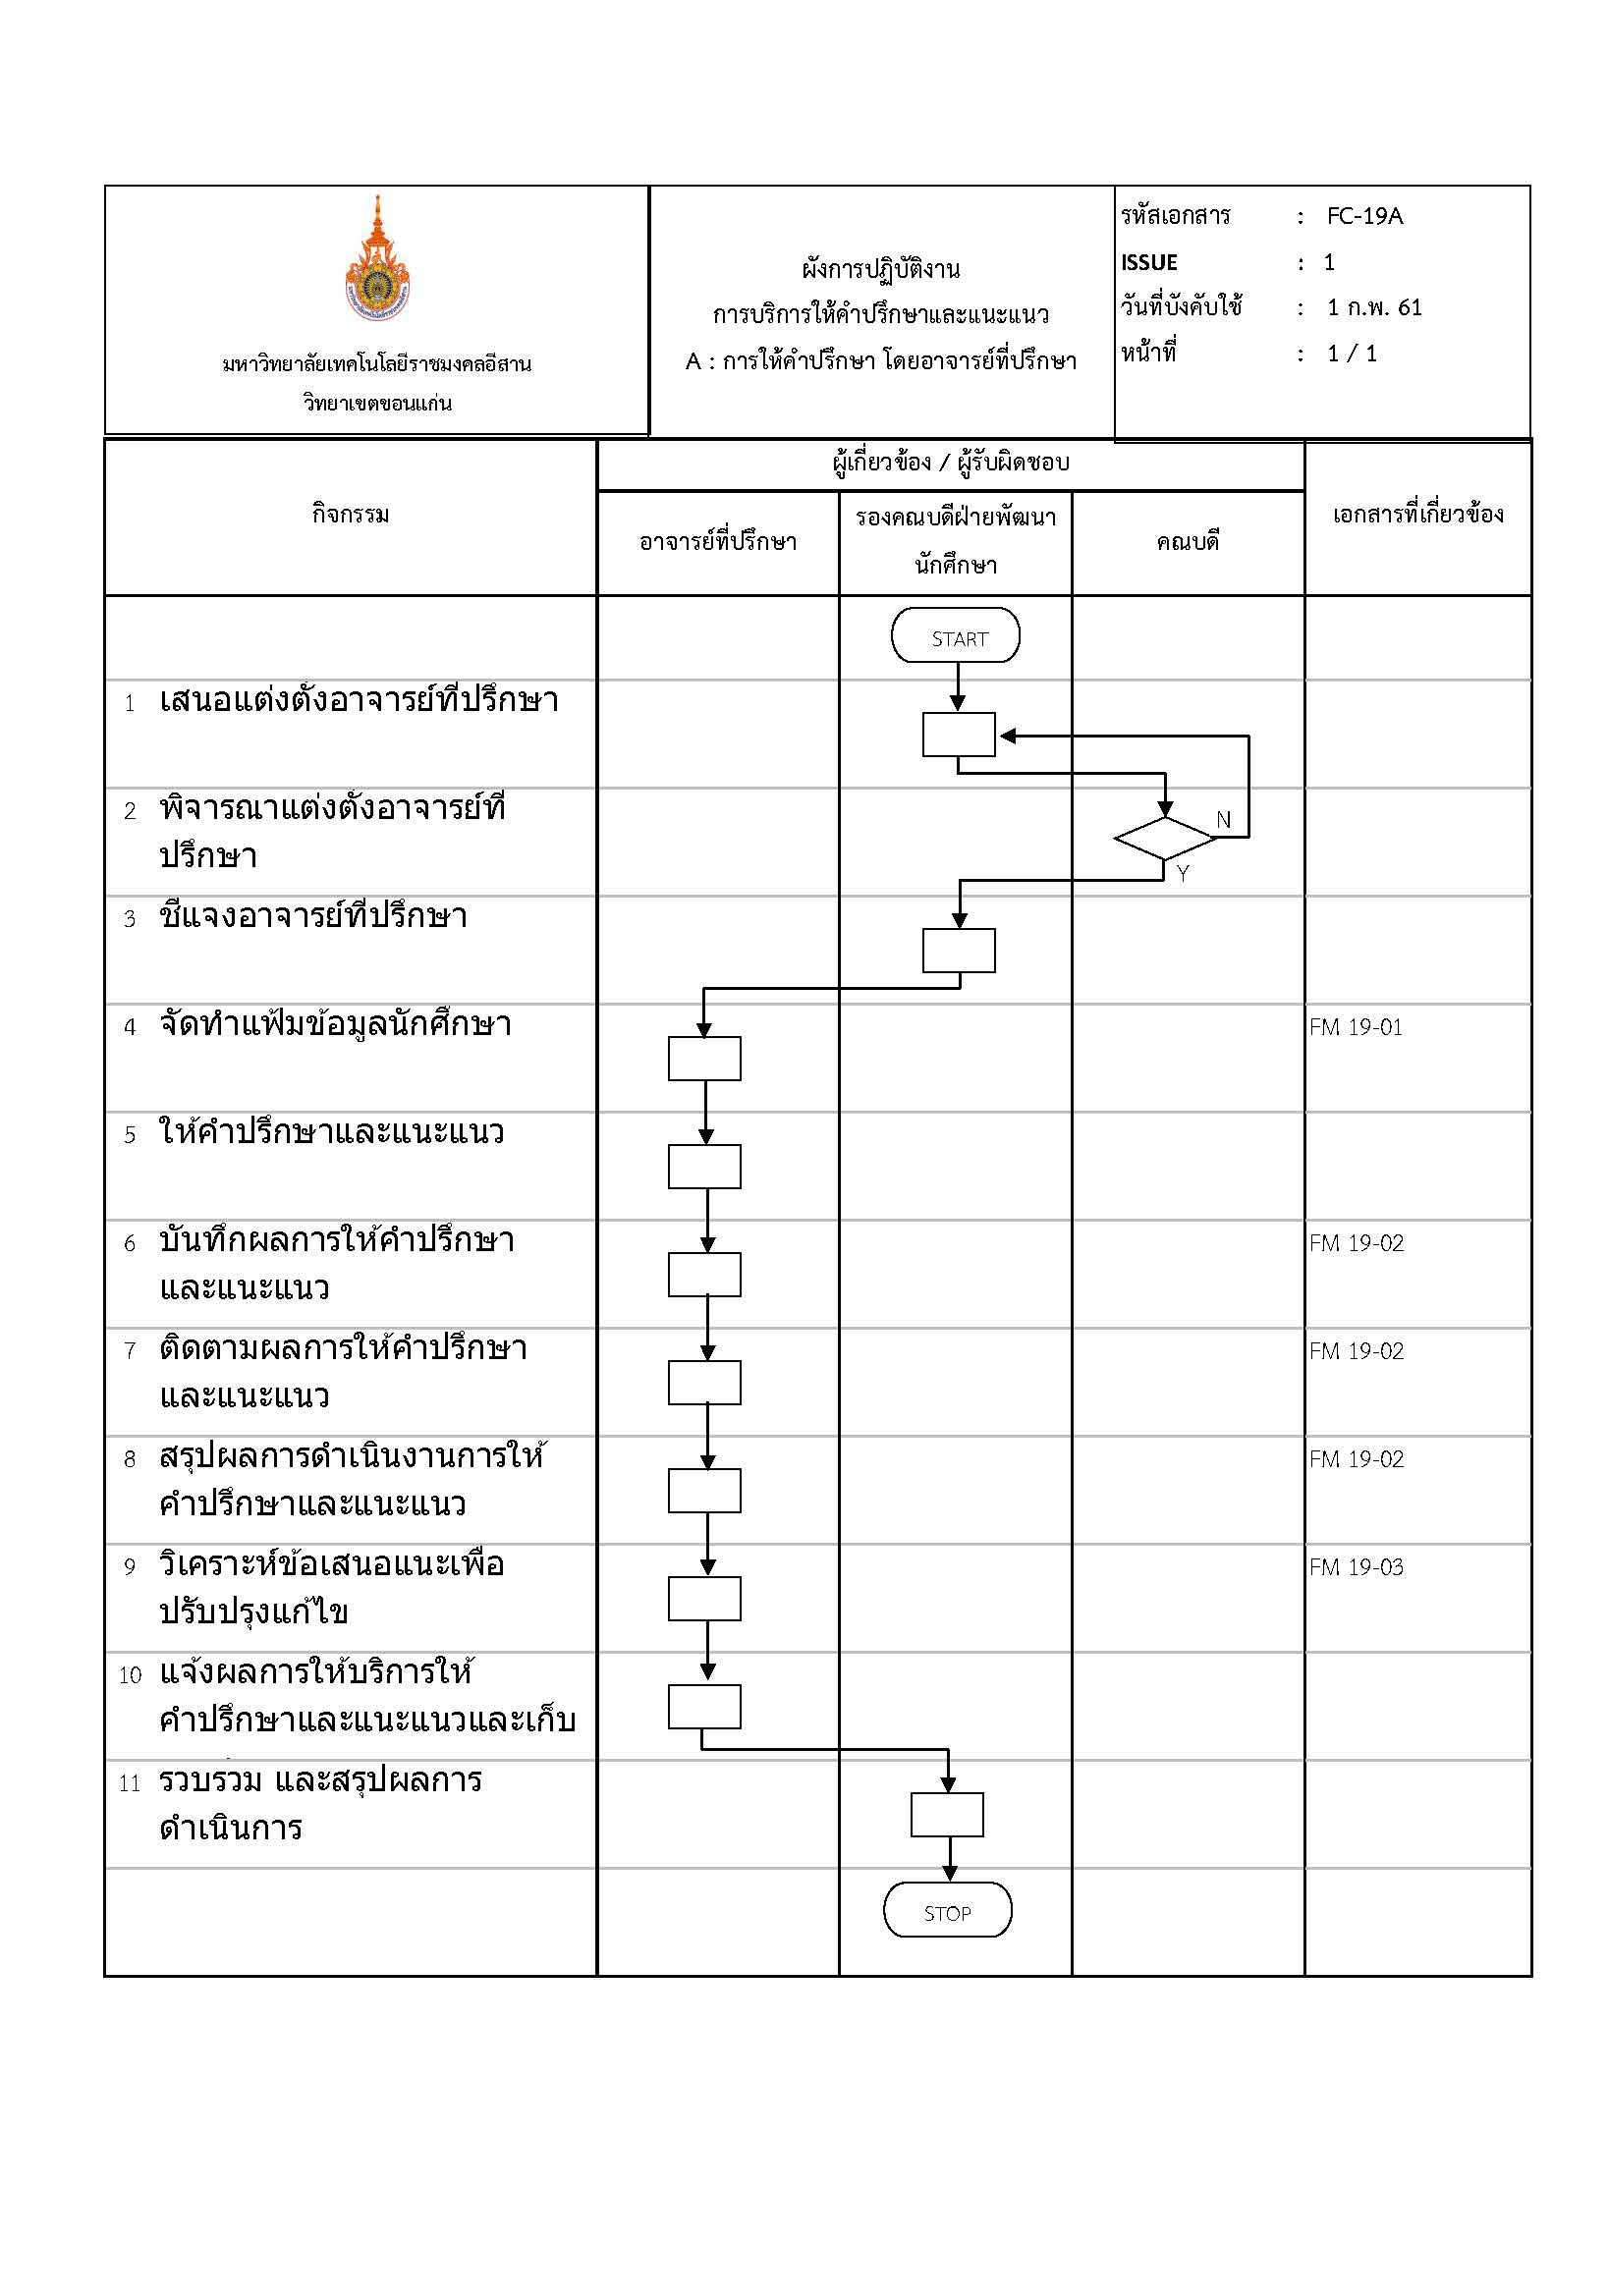 มหาวิทยาลัยเทคโนโลยีราชมงคลอีสาน
วิทยาเขตขอนแก่น
ผังการปฏิบัติงาน
การบริการให้คำปรึกษาและแนะแนว
A : การให้คำปรึกษา โดยอาจารย์ที่ปรึกษา
รหัสเอกสาร : FC-19A
ISSUE : 1
วันที่บังคับใช้ : 1 ก.พ. 61
หน้าที่ : 1 / 1
กิจกรรม
ผู้เกี่ยวข้อง / ผู้รับผิดชอบ
อาจารย์ที่ปรึกษา
รองคณบดีฝ่ายพัฒนา
นักศึกษา
คณบดี
เอกสารที่เกี่ยวข้อง
START
1 เสนอแต่งตั้งอาจารย์ที่ปรึกษา
2 พิจารณาแต่งตั้งอาจารย์ที่
ปรึกษา
N
Y
3 ชี้แจงอาจารย์ที่ปรึกษา
4 จัดทำแฟ้มข้อมูลนักศึกษา
FM 19-01
5 ให้คำปรึกษาและแนะแนว
6 บันทึกผลการให้คำปรึกษา
และแนะแนว
FM 19-02
7 ติดตามผลการให้คำปรึกษา
และแนะแนว
FM 19-02
8 สรุปผลการดำเนินงานการให้
คำปรึกษาและแนะแนว
FM 19-02
9 วิเคราะห์ข้อเสนอแนะเพื่อ
ปรับปรุงแก้ไข
FM 19-03
10 แจ้งผลการให้บริการให้
คำปรึกษาและแนะแนวและเก็บ
11 รวบรวม และสรุปผลการ
ดำเนินการ
STOP